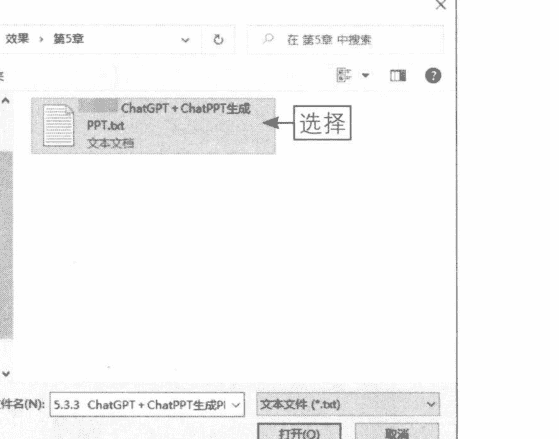 效果 › 第5章
在 第5章 中搜索
ChatGPT+ChatPPT生成
PPT.txt
文本文档
选择
件名(N): 5.3.3 ChatGPT+ChatPPT生成P
文本文件 (*.txt)
打开(O) 取消